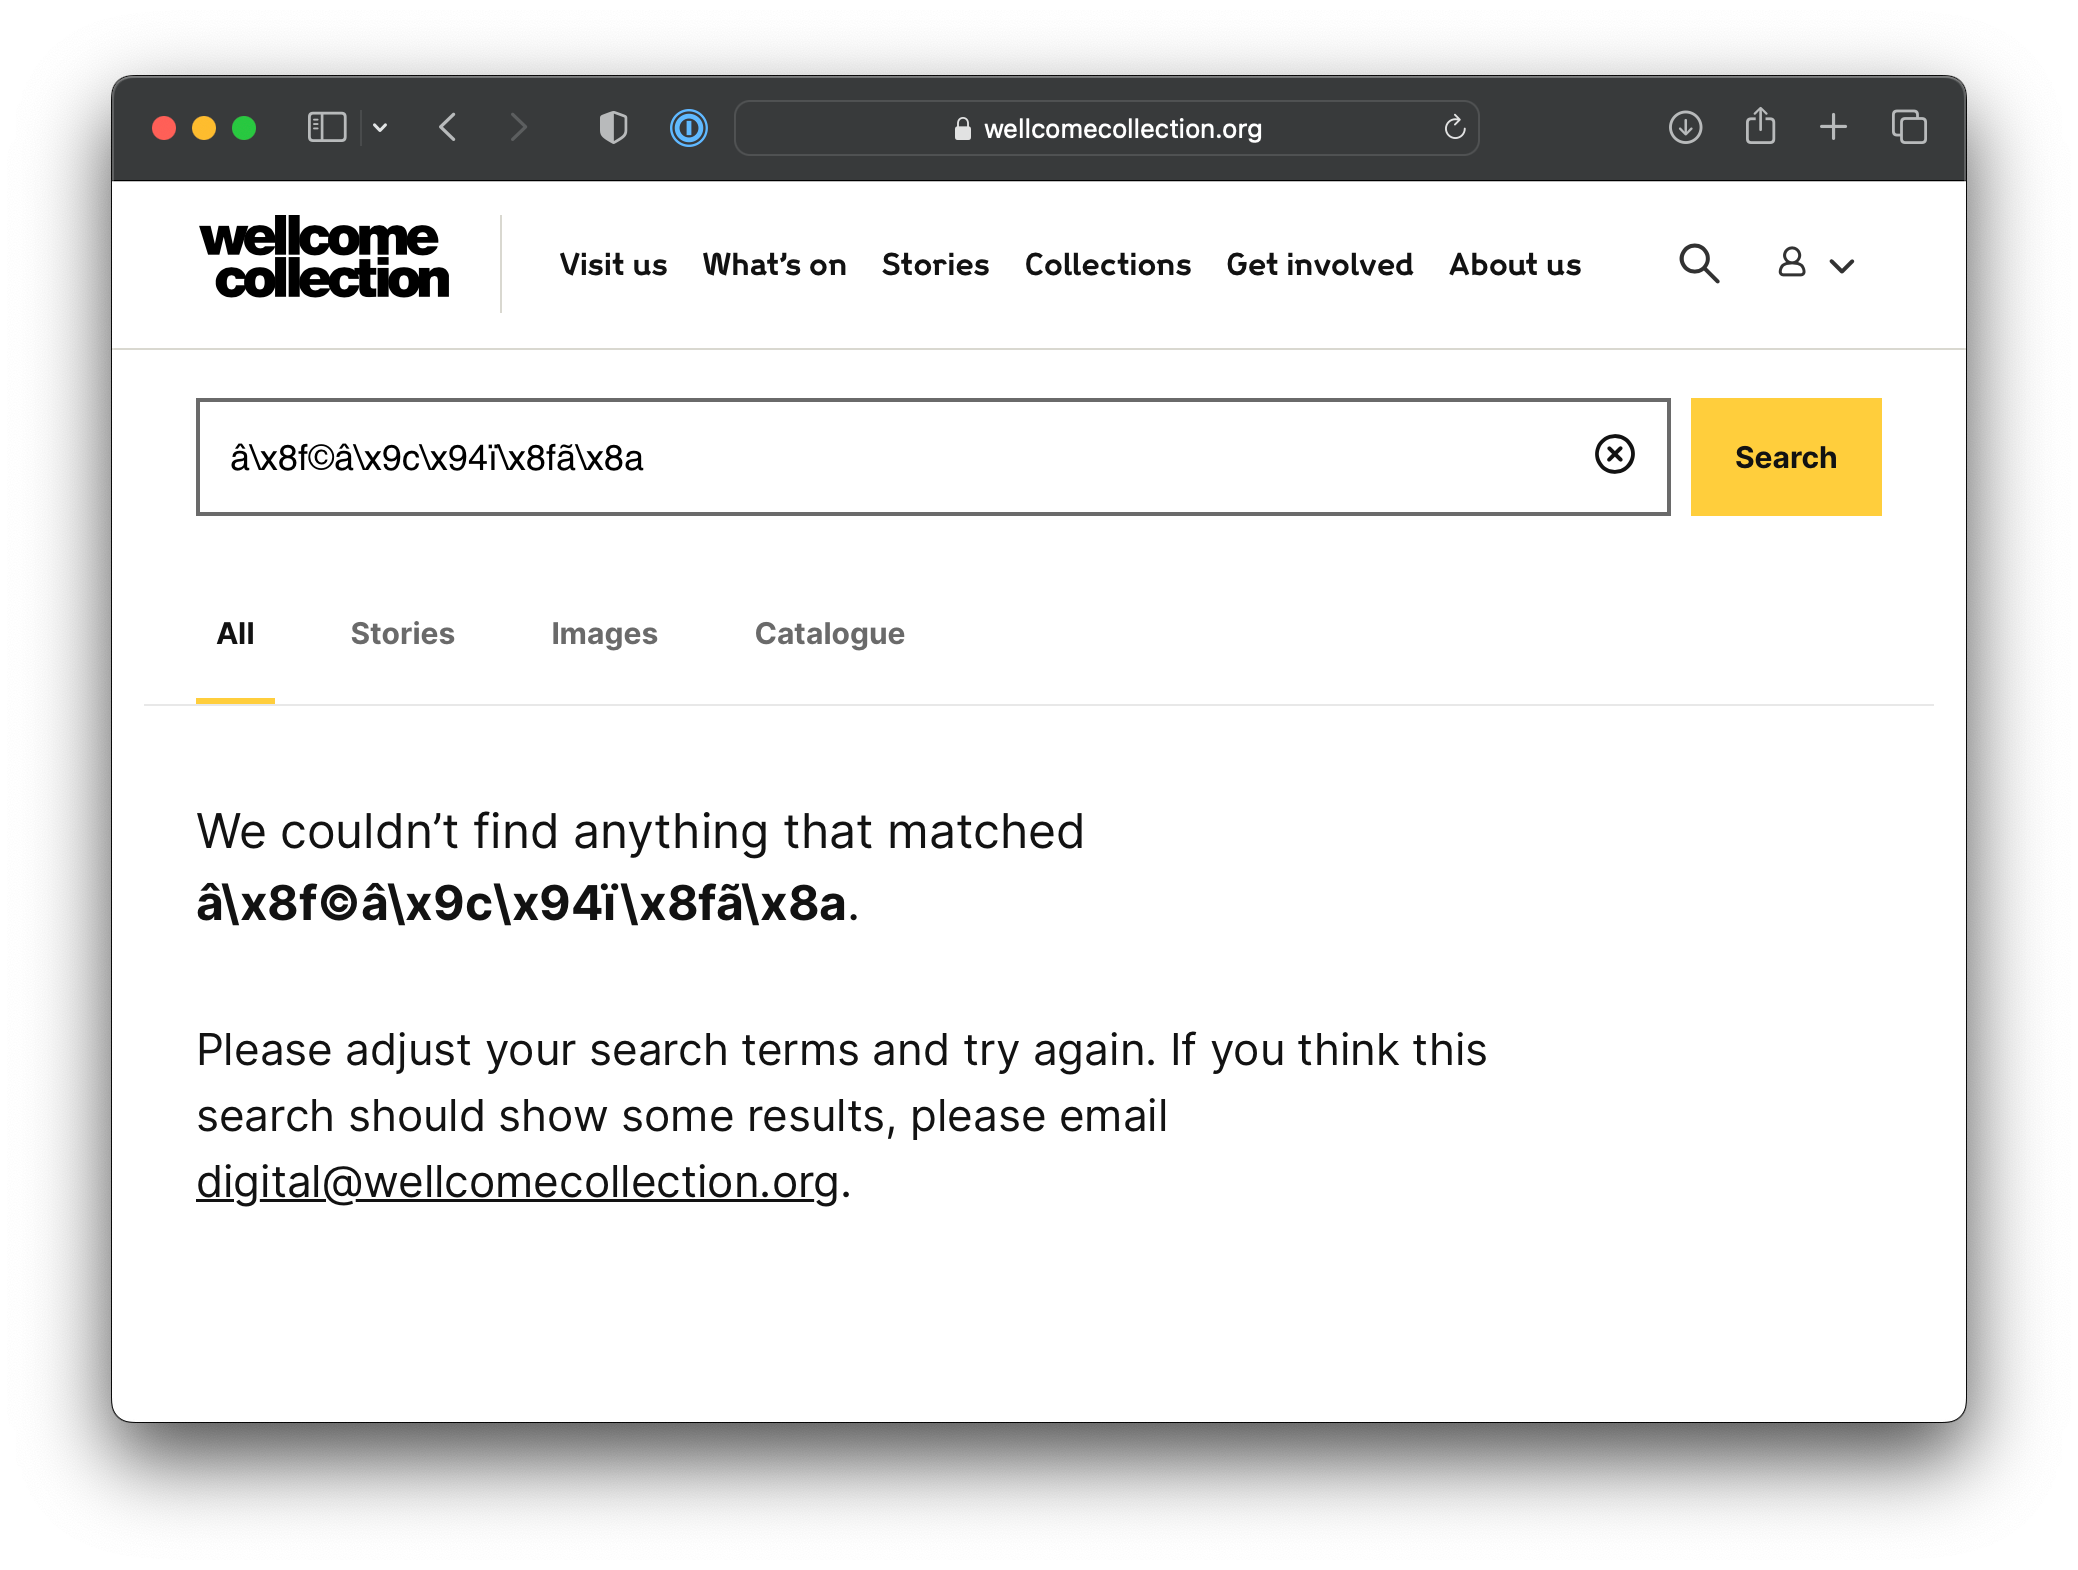 wellcomecollection.org
wellcome
collection
Visit us What’s on Stories Collections Get involved About us
â\x8f©â\x9c\x94ï\x8fã\x8a
Search
All Stories Images Catalogue
We couldn’t find anything that matched
â\x8f©â\x9c\x94ï\x8fã\x8a.
Please adjust your search terms and try again. If you think this
search should show some results, please email
digital@wellcomecollection.org.